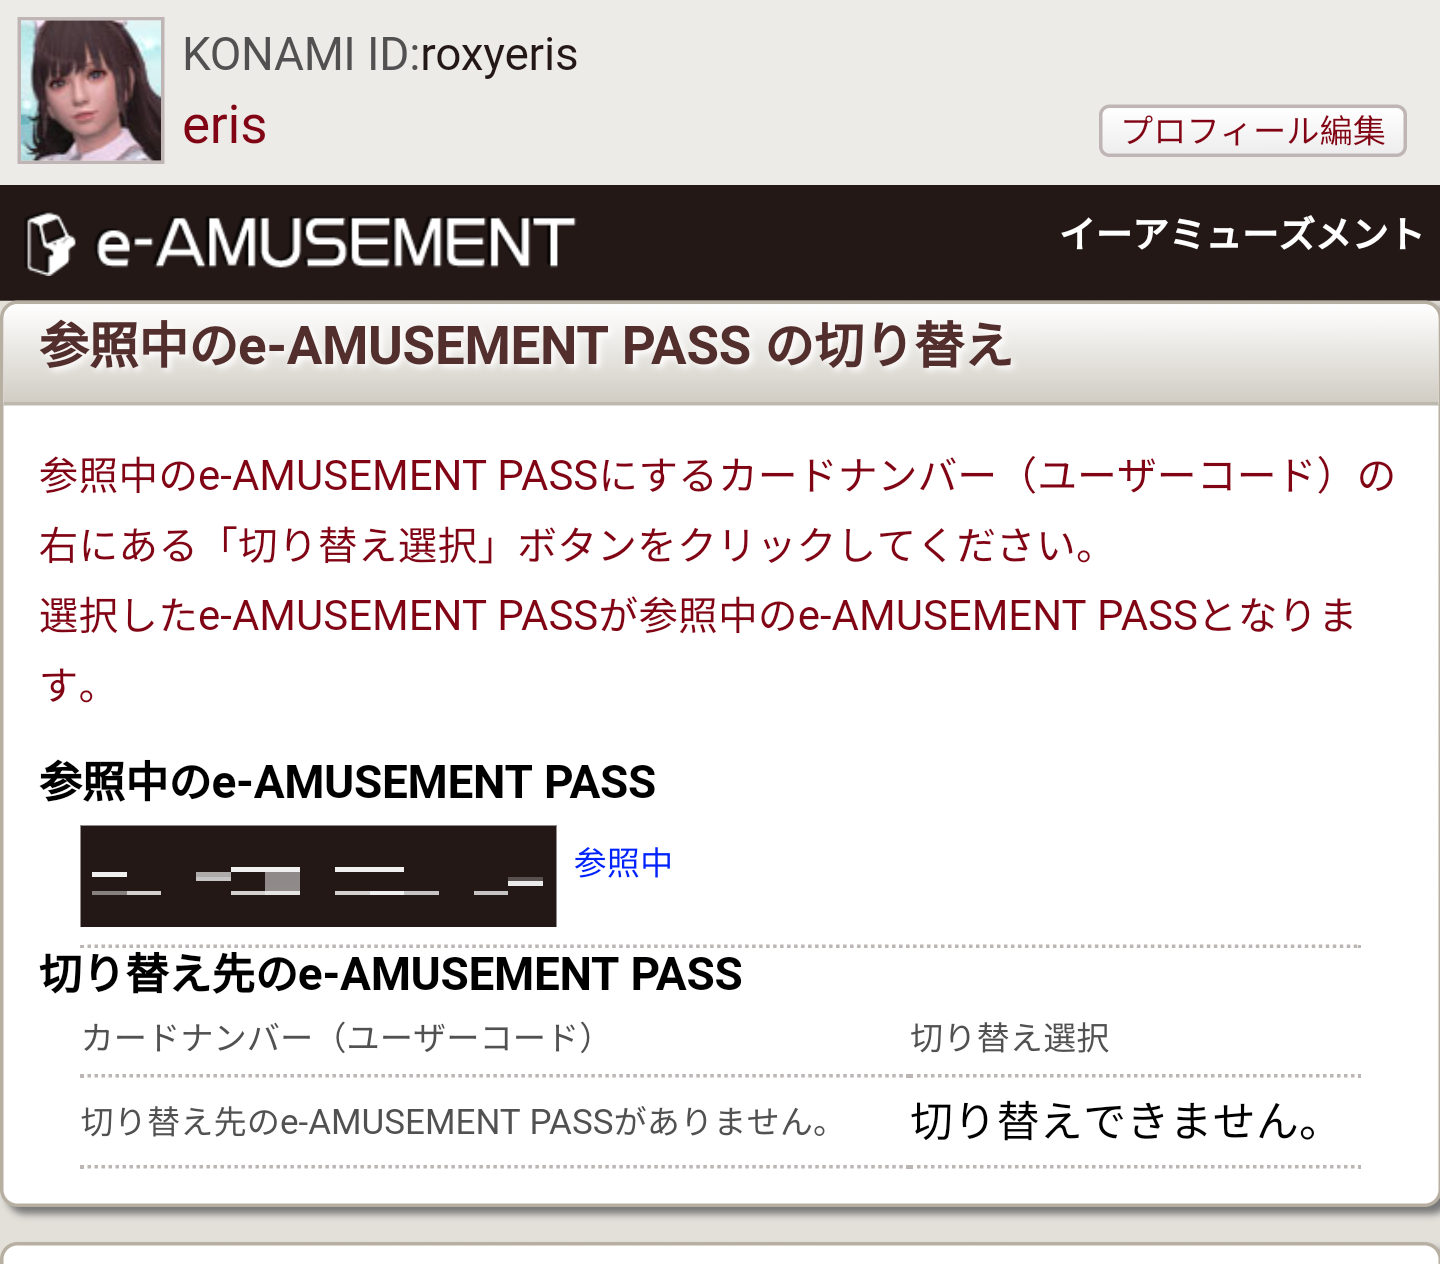 KONAMI ID:roxyeris
eris
プロフィール編集
e-AMUSEMENT
イーアミューズメント
参照中のe-AMUSEMENT PASS の切り替え
参照中のe-AMUSEMENT PASSにするカードナンバー（ユーザーコード）の
右にある「切り替え選択」ボタンをクリックしてください。
選択したe-AMUSEMENT PASSが参照中のe-AMUSEMENT PASSとなりま
す。
参照中のe-AMUSEMENT PASS
参照中
切り替え先のe-AMUSEMENT PASS
カードナンバー（ユーザーコード）
切り替え選択
切り替え先のe-AMUSEMENT PASSがありません。
切り替えできません。